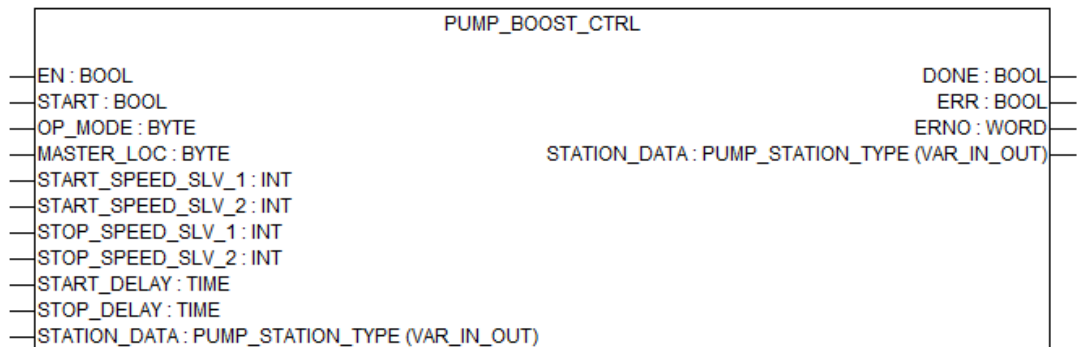 PUMP_BOOST_CTRL
EN : BOOL
DONE : BOOL
START : BOOL
ERR : BOOL
OP_MODE : BYTE
ERNO : WORD
MASTER_LOC : BYTE
STATION_DATA : PUMP_STATION_TYPE (VAR_IN_OUT)
START_SPEED_SLV_1 : INT
START_SPEED_SLV_2 : INT
STOP_SPEED_SLV_1 : INT
STOP_SPEED_SLV_2 : INT
START_DELAY : TIME
STOP_DELAY : TIME
STATION_DATA : PUMP_STATION_TYPE (VAR_IN_OUT)